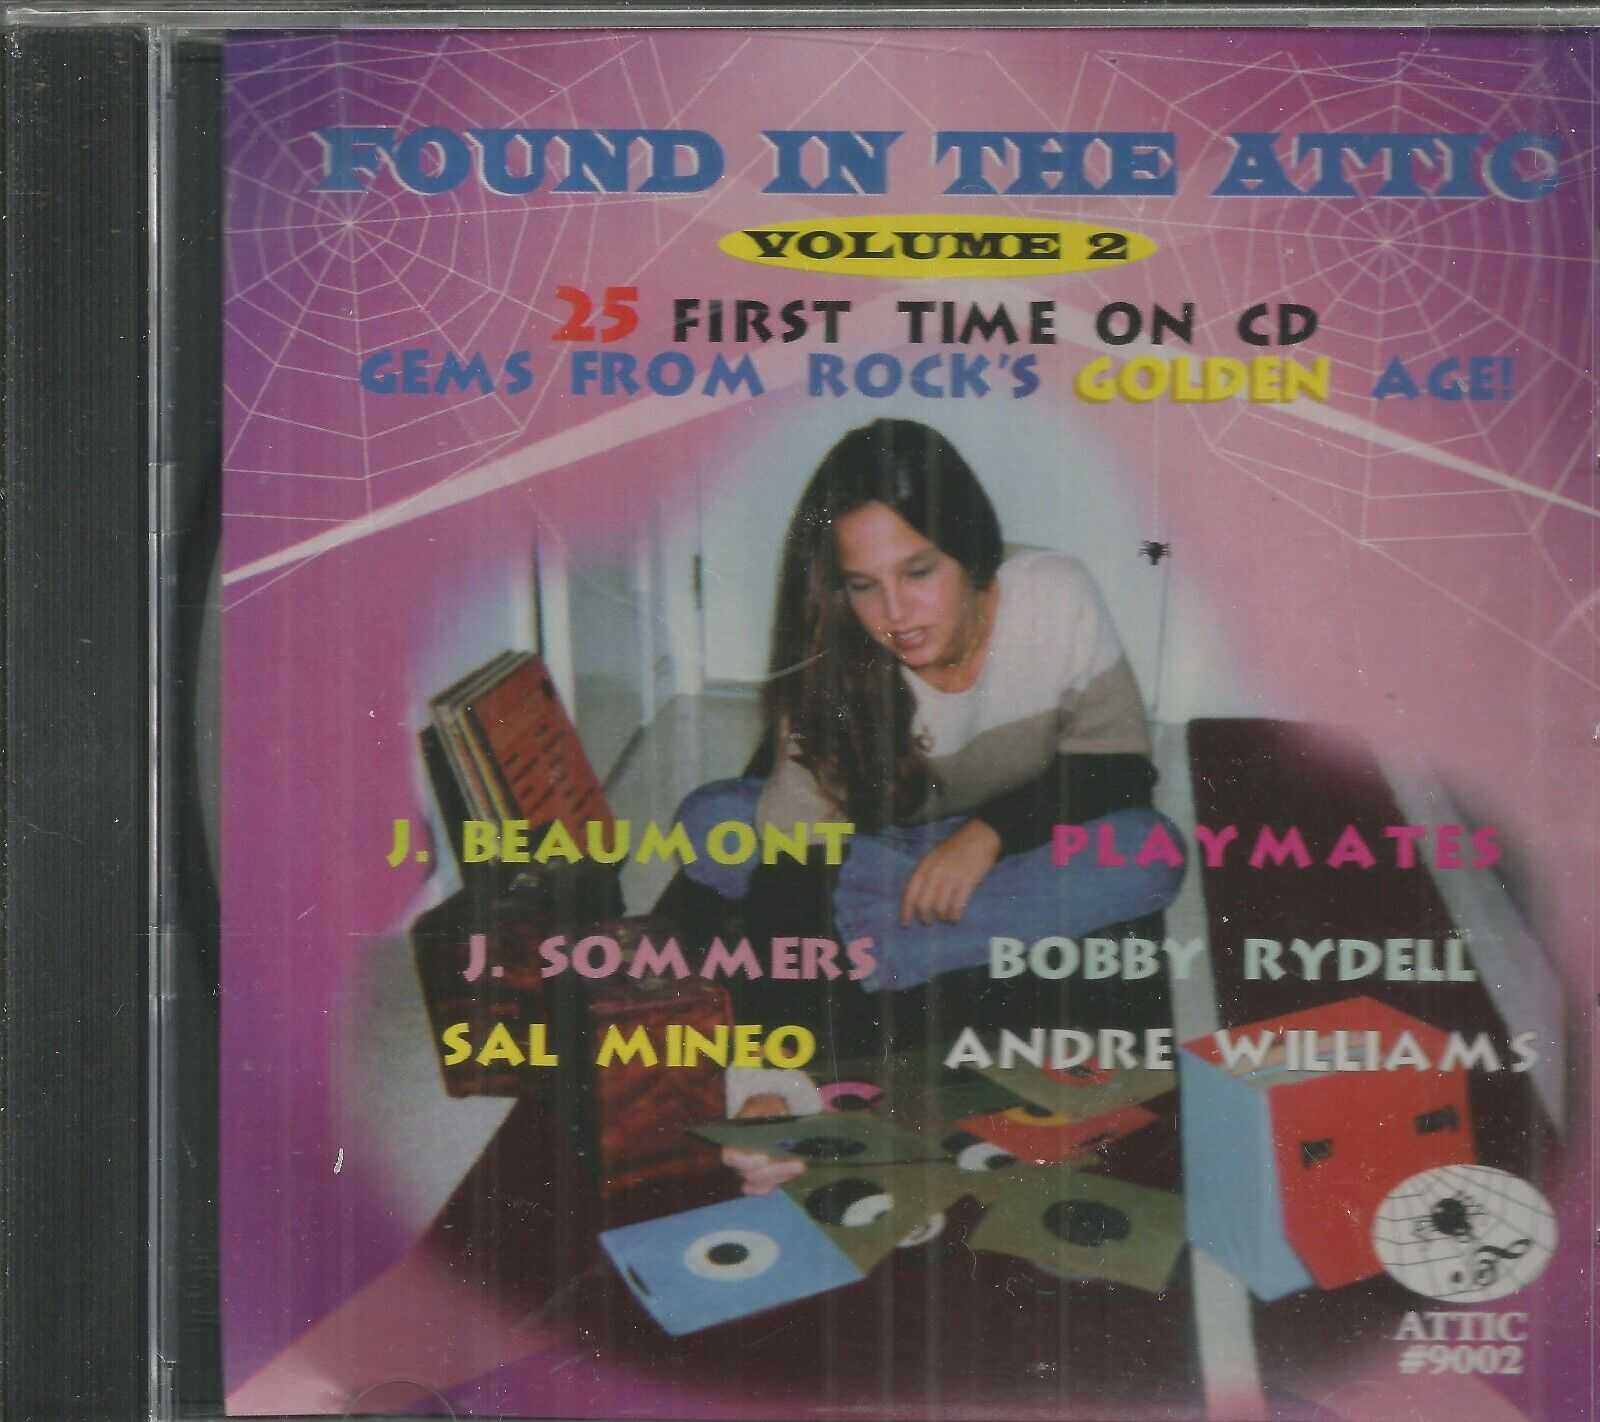 FOUND IN THE ATTIC
VOLUME 2
25 FIRST TIME ON CD
GEMS FROM ROCK'S GOLDEN AGE!
J. BEAUMONT
PLAYMATES
J. SOMMERS
BOBBY RYDELL
SAL MINEO
ANDRE WILLIAMS
ATTIC
#9002